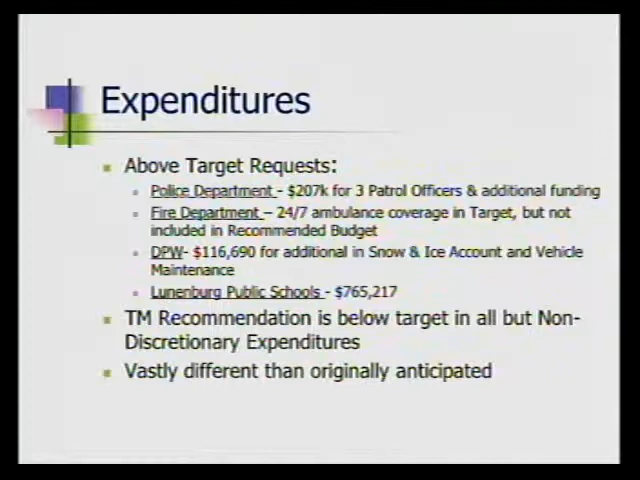 Expenditures
Above Target Requests:
Police Department - $207k for 3 Patrol Officers & additional funding
Fire Department – 24/7 ambulance coverage in Target, but not
included in Recommended Budget
DPW- $116,690 for additional in Snow & Ice Account and Vehicle
Maintenance
Lunenburg Public Schools - $765,217
TM Recommendation is below target in all but Non-
Discretionary Expenditures
Vastly different than originally anticipated